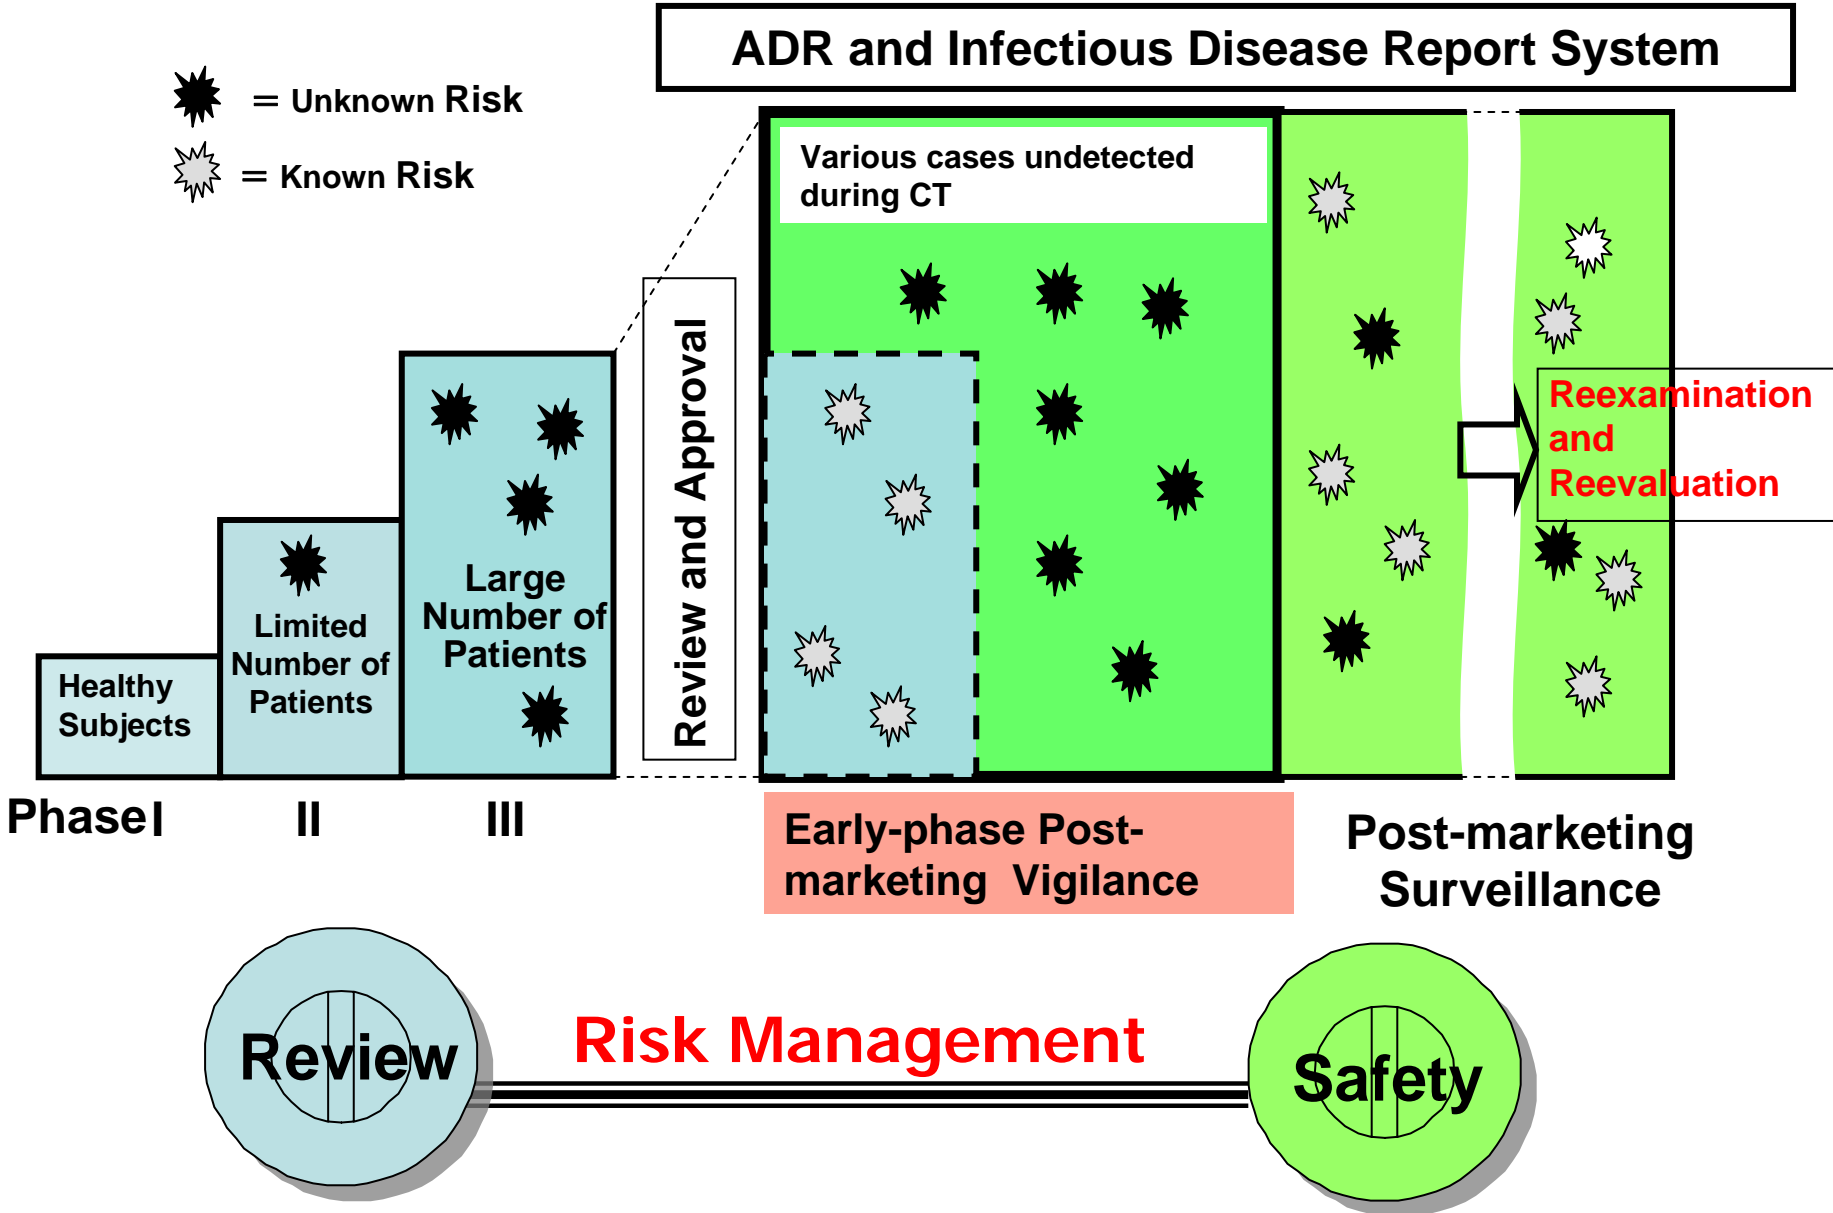 ADR and Infectious Disease Report System
= Unknown Risk
= Known Risk
Various cases undetected
during CT
Review and Approval
Reexamination
and
Reevaluation
Large
Number of
Patients
Limited
Number of
Patients
Healthy
Subjects
Phase I II III
Early-phase Post-
marketing Vigilance
Post-marketing
Surveillance
Review
Risk Management
Safety